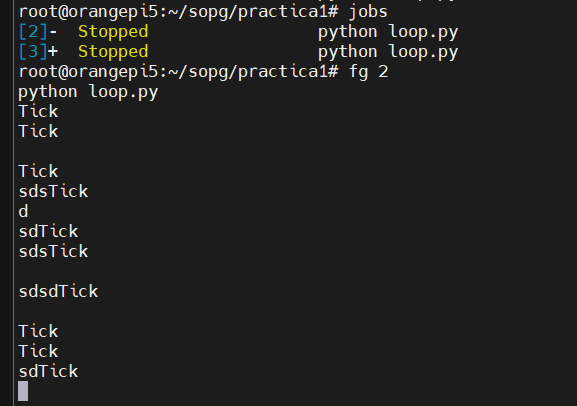 root@orangepi5:~/sopg/practica1# jobs
[2]-  Stopped                 python loop.py
[3]+  Stopped                 python loop.py
root@orangepi5:~/sopg/practica1# fg 2
python loop.py
Tick
Tick

Tick
sdsTick
d
sdTick
sdsTick

sdsdTick

Tick
Tick
sdTick